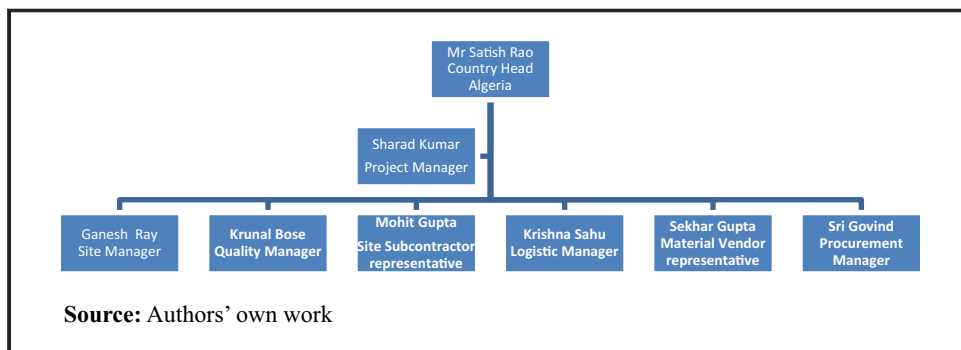 Mr Satish Rao
Country Head
Algeria
Sharad Kumar
Project Manager
Ganesh Ray
Site Manager
Krunal Bose
Quality Manager
Mohit Gupta
Site Subcontractor
representative
Krishna Sahu
Logistic Manager
Sekhar Gupta
Material Vendor
representative
Sri Govind
Procurement
Manager
Source: Authors’ own work